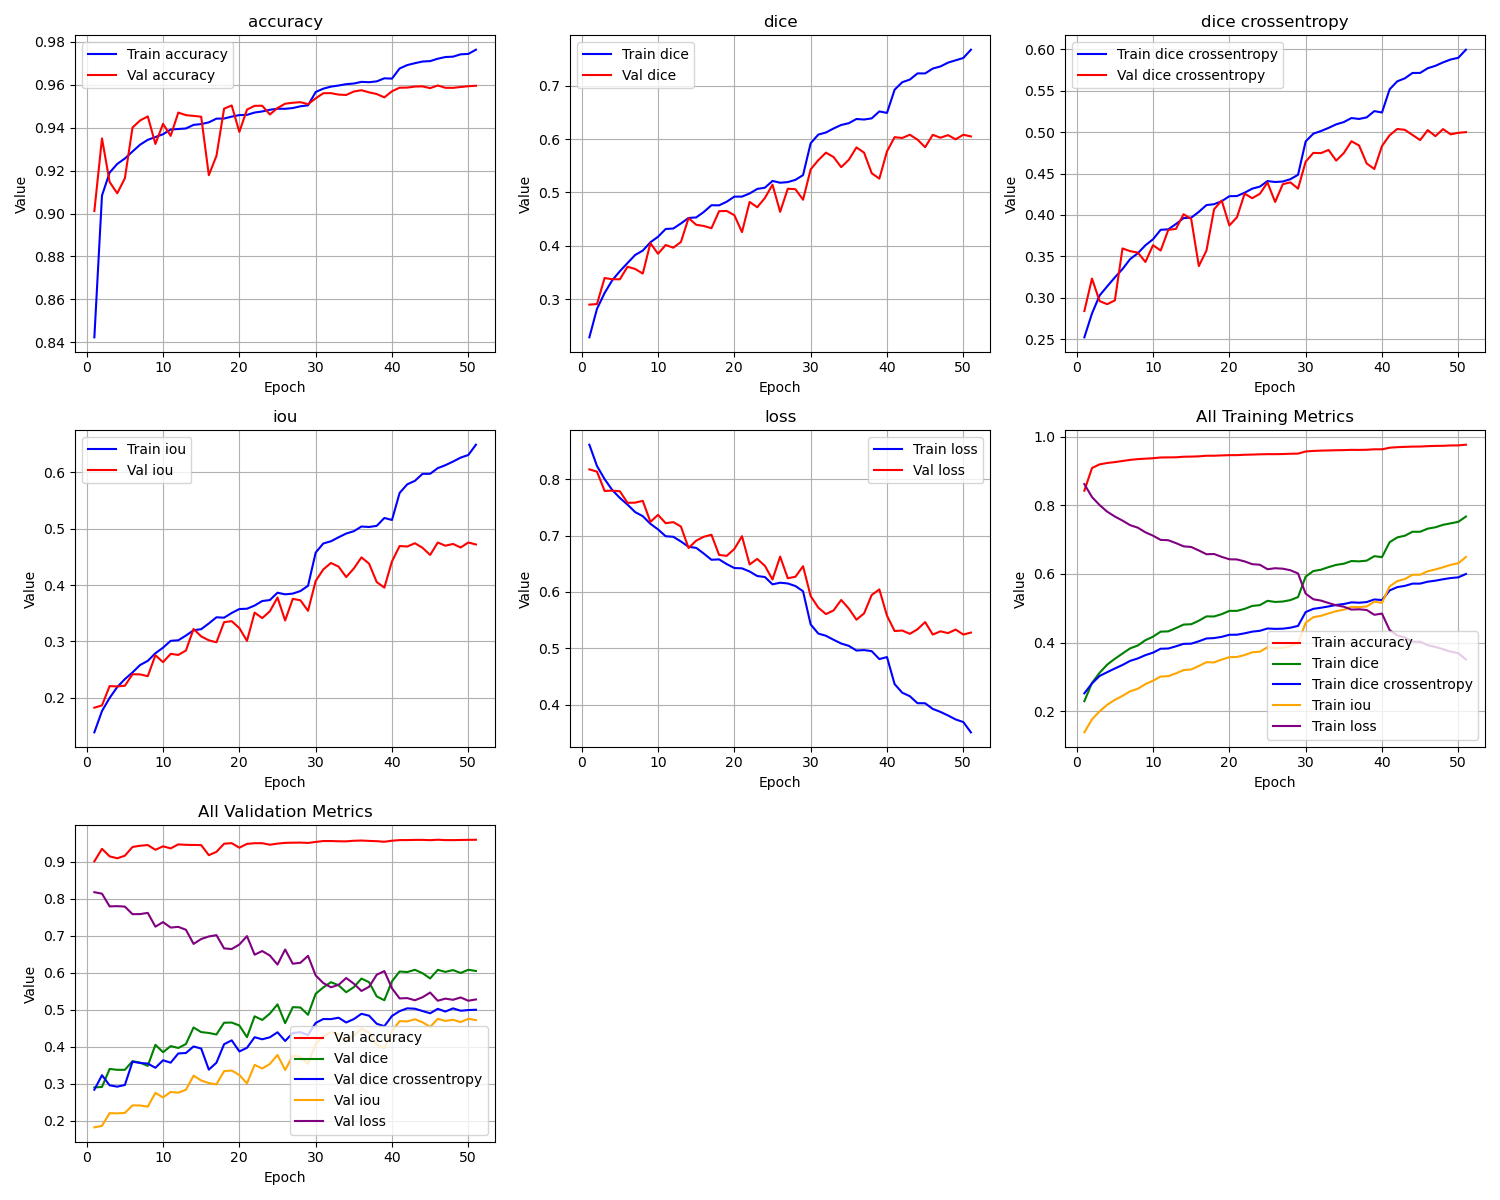 accuracy
0.98
0.96
0.94
0.92
0.90
0.88
0.86
0.84
Value
Train accuracy
Val accuracy
0 10 20 30 40 50
Epoch
dice
0.7
0.6
0.5
0.4
0.3
Value
Train dice
Val dice
0 10 20 30 40 50
Epoch
dice crossentropy
0.60
0.55
0.50
0.45
0.40
0.35
0.30
0.25
Value
Train dice crossentropy
Val dice crossentropy
0 10 20 30 40 50
Epoch
iou
0.6
0.5
0.4
0.3
0.2
Value
Train iou
Val iou
0 10 20 30 40 50
Epoch
loss
0.8
0.7
0.6
0.5
0.4
Value
Train loss
Val loss
0 10 20 30 40 50
Epoch
All Training Metrics
1.0
0.8
0.6
0.4
0.2
Value
Train accuracy
Train dice
Train dice crossentropy
Train iou
Train loss
0 10 20 30 40 50
Epoch
All Validation Metrics
0.9
0.8
0.7
0.6
0.5
0.4
0.3
0.2
Value
Val accuracy
Val dice
Val dice crossentropy
Val iou
Val loss
0 10 20 30 40 50
Epoch